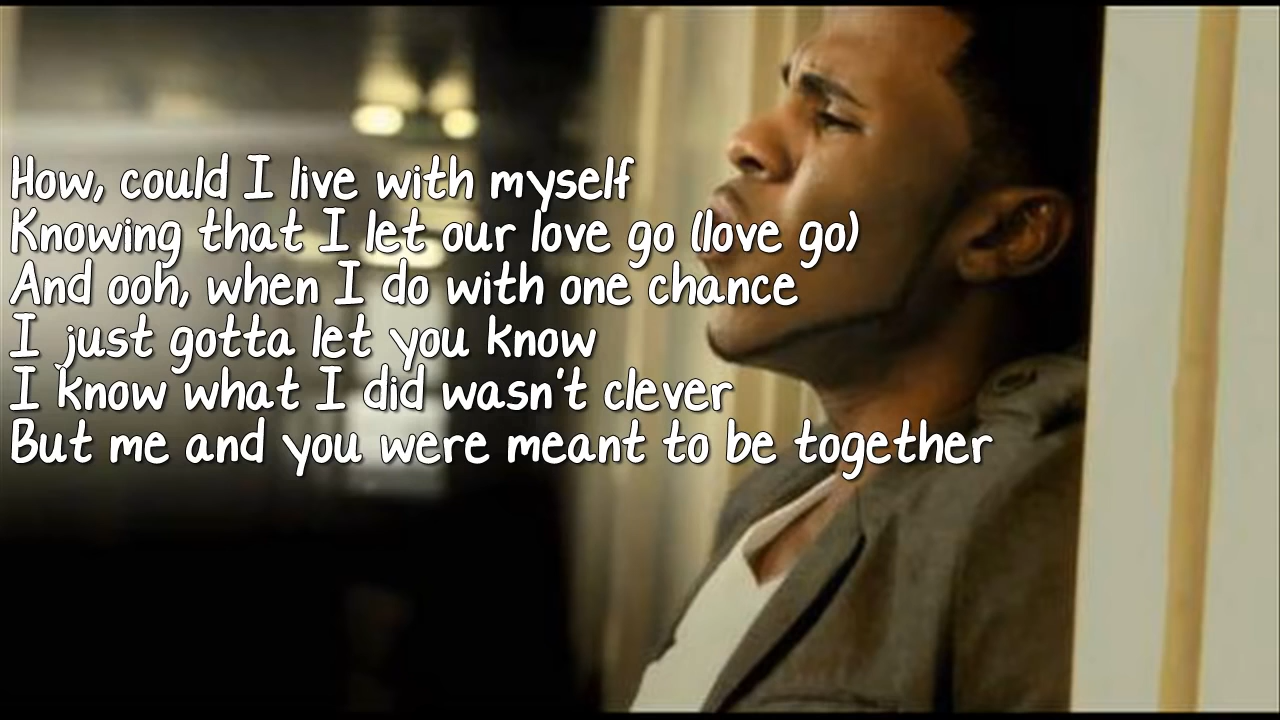 How, could I live with myself
Knowing that I let our love go (love go)
And ooh, when I do with one chance
I just gotta let you know
I know what I did wasn't clever
But me and you were meant to be together